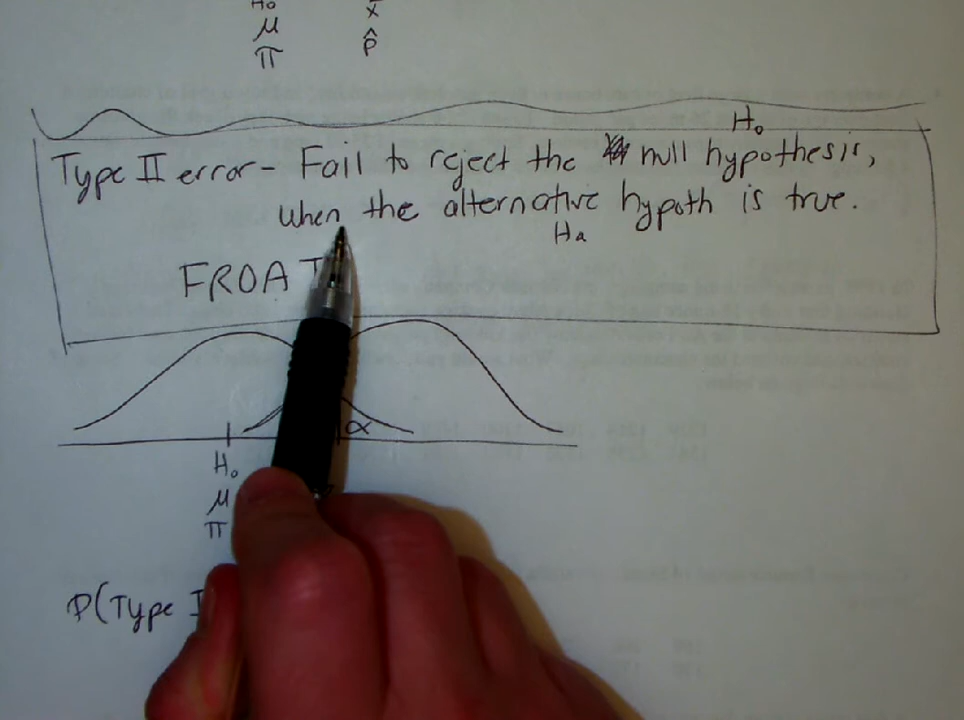 H₀ x̄
μ p̂
π
H₀
Type II error - Fail to reject the null hypothesis,
when the alternative hypoth is true.
Ha
FROAT
α
H₀
μ
π
P(Type I